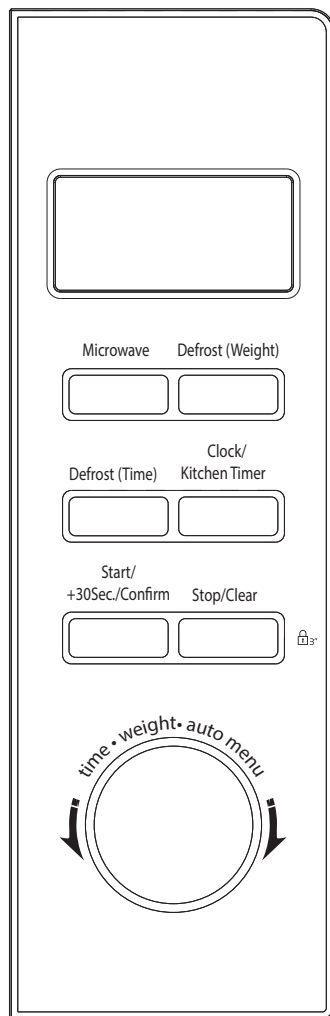 Microwave
Defrost (Weight)
Defrost (Time)
Clock/
Kitchen Timer
Start/
+30Sec./Confirm
Stop/Clear
3"
time • weight• auto menu